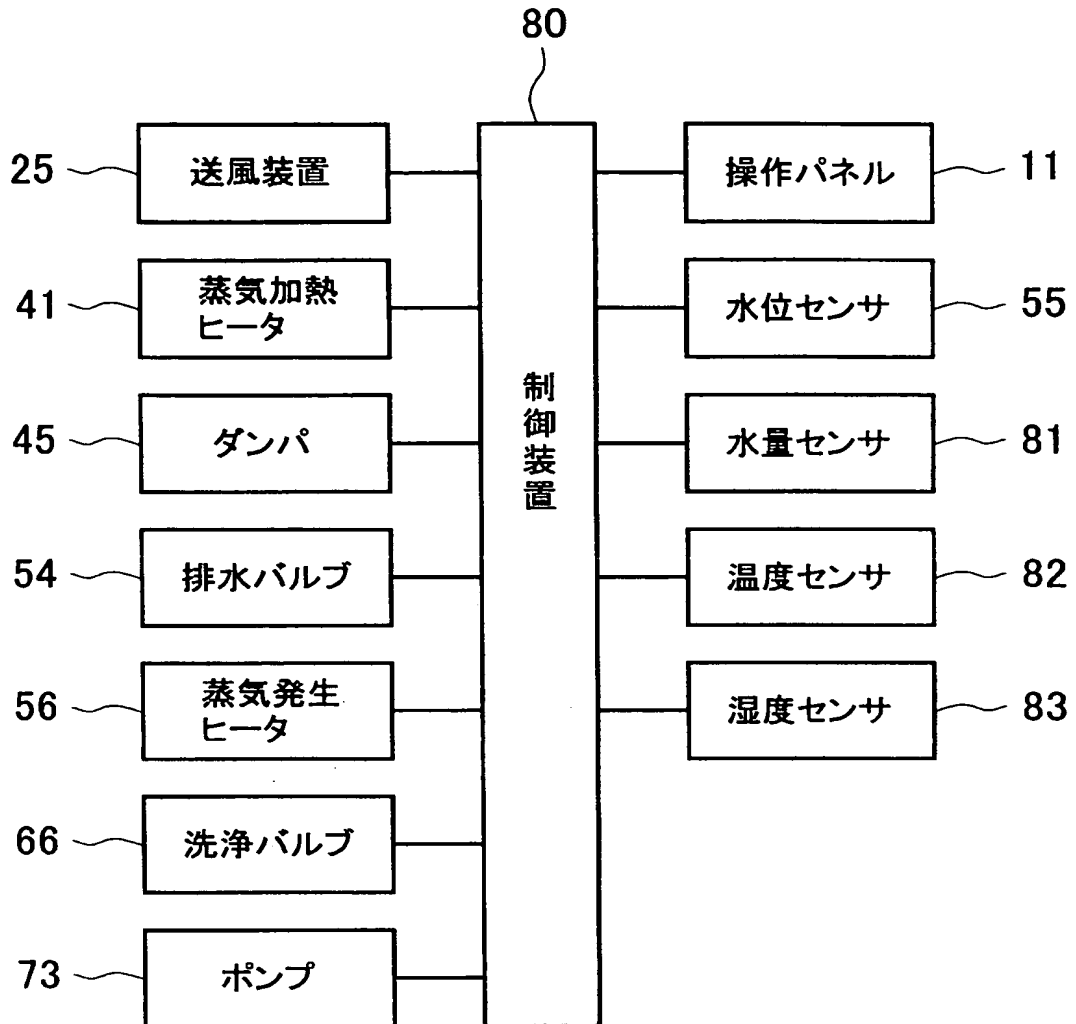 80
25
送風装置
操作パネル
11
41
蒸気加熱
ヒータ
水位センサ
55
制御装置
45
ダンパ
水量センサ
81
54
排水バルブ
温度センサ
82
56
蒸気発生
ヒータ
湿度センサ
83
66
洗浄バルブ
73
ポンプ